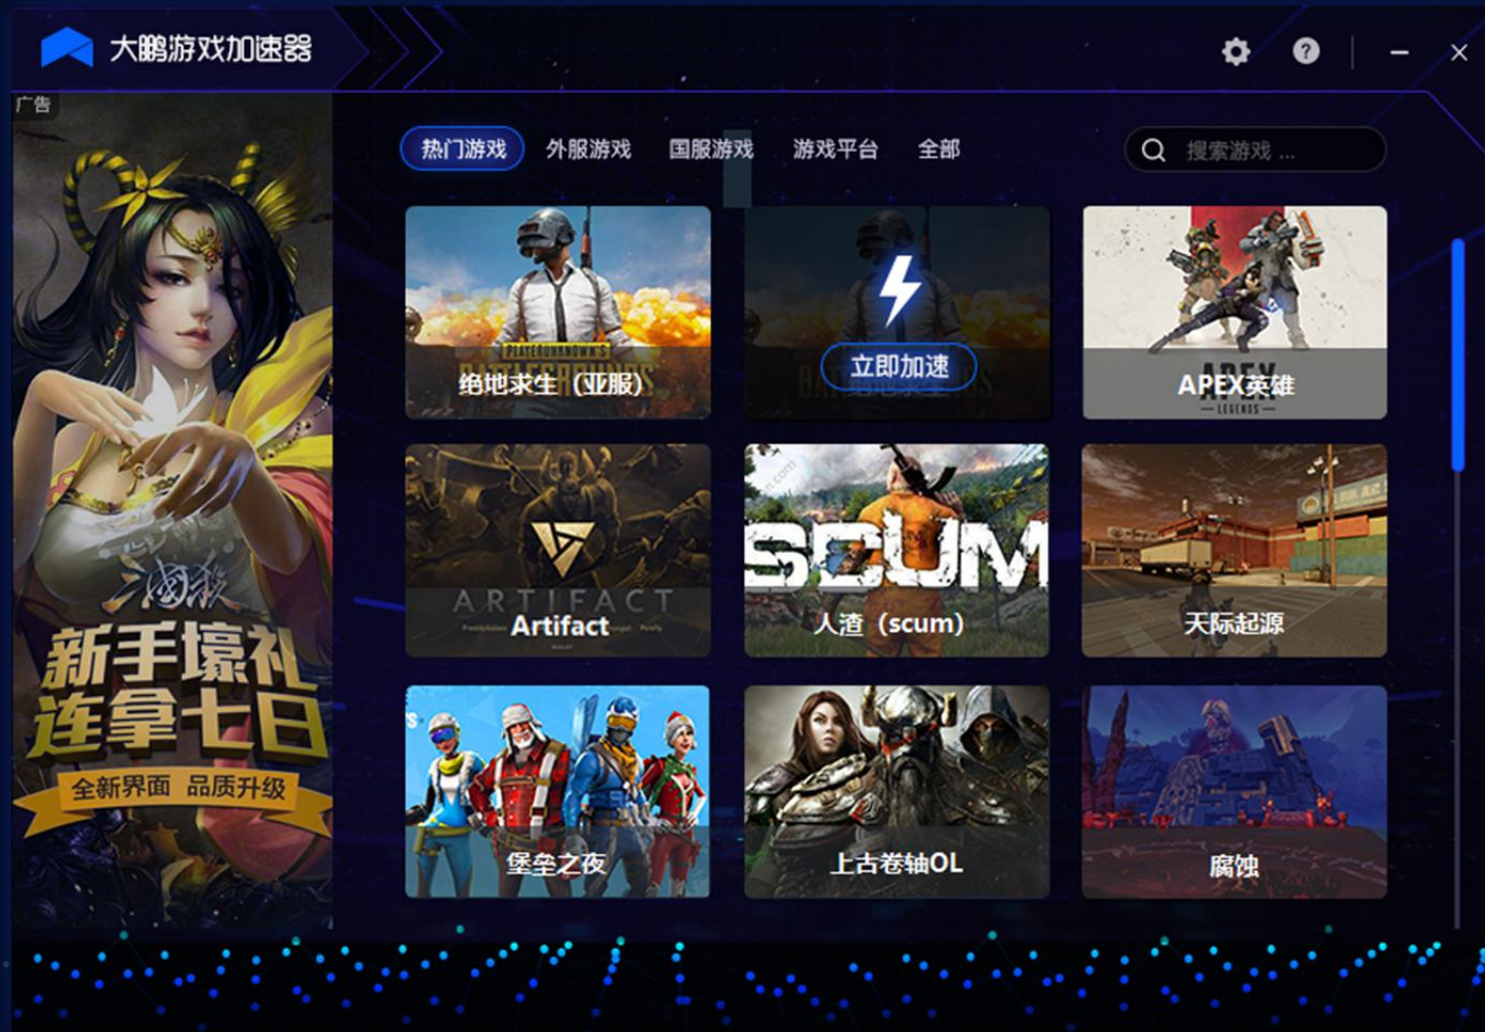 大鹏游戏加速器
广告
热门游戏 外服游戏 国服游戏 游戏平台 全部
搜索游戏 ...
PLAYERUNKNOWN'S
BATTLEGROUNDS
绝地求生（亚服）
立即加速
APEX
APEX英雄
LEGENDS
ARTIFACT
Artifact
SCUM
人渣（scum）
天际起源
堡垒之夜
上古卷轴OL
腐蚀
新手壕礼
连拿七日
全新界面 品质升级